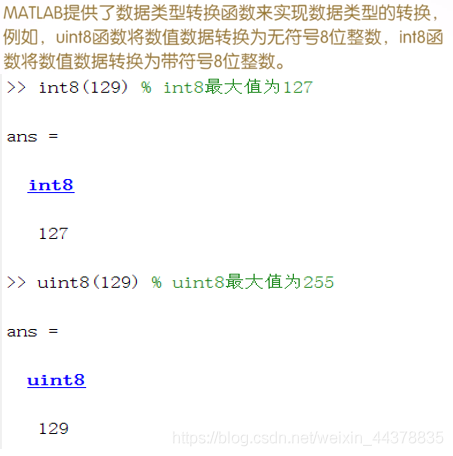 MATLAB提供了数据类型转换函数来实现数据类型的转换，
例如，uint8函数将数值数据转换为无符号8位整数，int8函
数将数值数据转换为带符号8位整数。
>> int8(129) % int8最大值为127
ans =
int8
127
>> uint8(129) % uint8最大值为255
ans =
uint8
129
https://blog.csdn.net/weixin_44378835